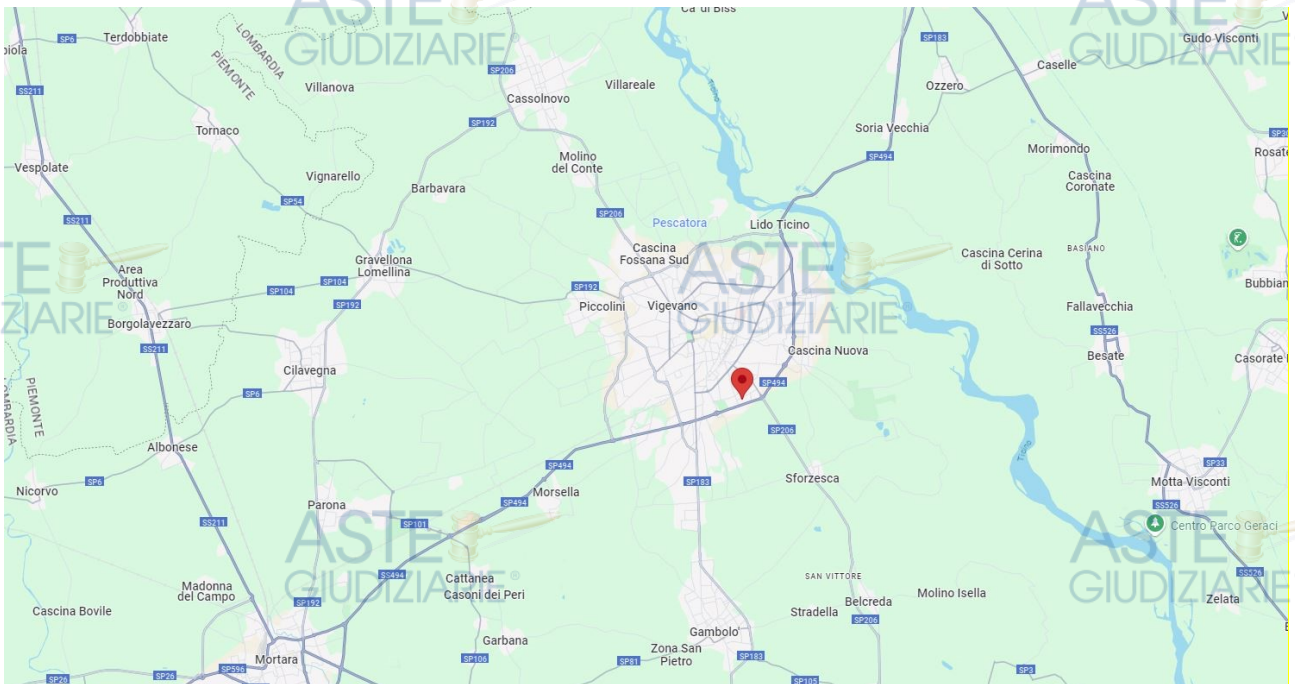 Ca' di Biss
ASTE
GIUDIZIARIE®
ASTE
GIUDIZIARIE
SP6
Terdobbiate
LOMBARDIA
PIEMONTE
SP183
Gudo Visconti
SP206
Caselle
SS211
Villanova
Cassolnovo
Villareale
Ticino
Ozzero
SP192
Tornaco
Soria Vecchia
Molino
del Conte
SP494
Morimondo
Vespolate
Vignarello
Barbavara
Cascina
Coronate
SP54
SS211
SP206
Pescatora
Lido Ticino
Cascina
Fossana Sud
ASTE
GIUDIZIARIE®
BASIANO
Cascina Cerina
di Sotto
Gravellona
Lomellina
Area
Produttiva
Nord
SP104
SP104
SP192
SP192
Piccolini
Vigevano
Fallavecchia
Borgolavezzaro
SS526
SS211
Cascina Nuova
Besate
Cilavegna
SP494
SP6
PIEMONTE
LOMBARDIA
SP206
Albonese
SP494
SP33
Nicorvo
SP6
SP183
Sforzesca
Motta Visconti
Morsella
Parona
SP494
SS526
Ticino
SS211
SP101
ASTE
GIUDIZIARIE®
Centro Parco Geraci
ASTE
GIUDIZIARIE
SS494
Cattanea
Casoni dei Peri
SAN VITTORE
SS526
Madonna
del Campo
SP192
Molino Isella
Zelata
Cascina Bovile
Stradella
Belcreda
SP206
Gambolo'
Garbana
Zona San
Pietro
Mortara
SP106
SP81
SP183
SP596
SP26
SP26
SP105
SP3